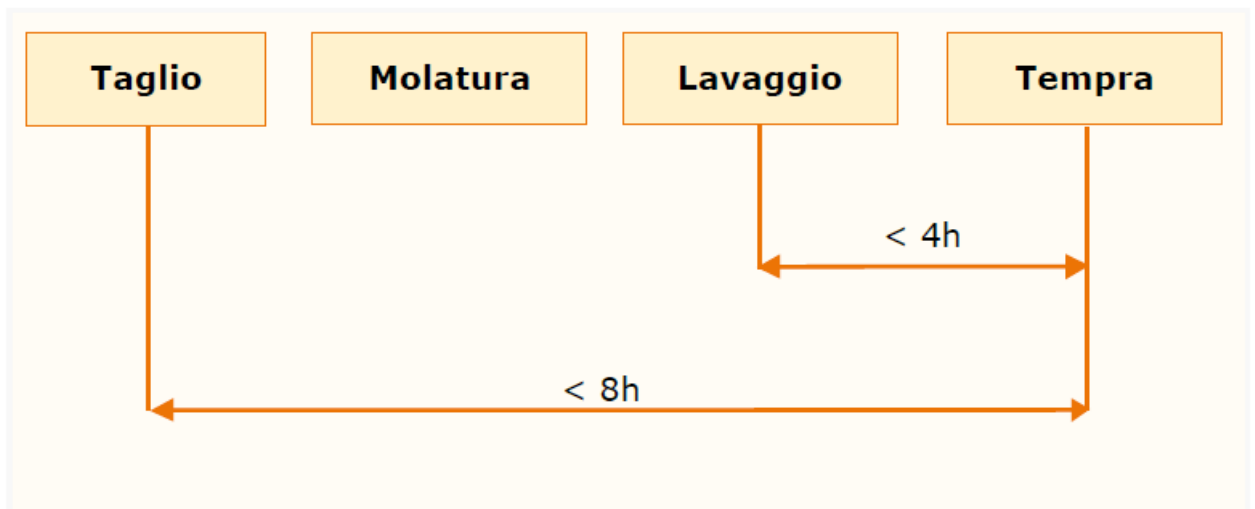 Taglio
Molatura
Lavaggio
Tempra
< 4h
< 8h